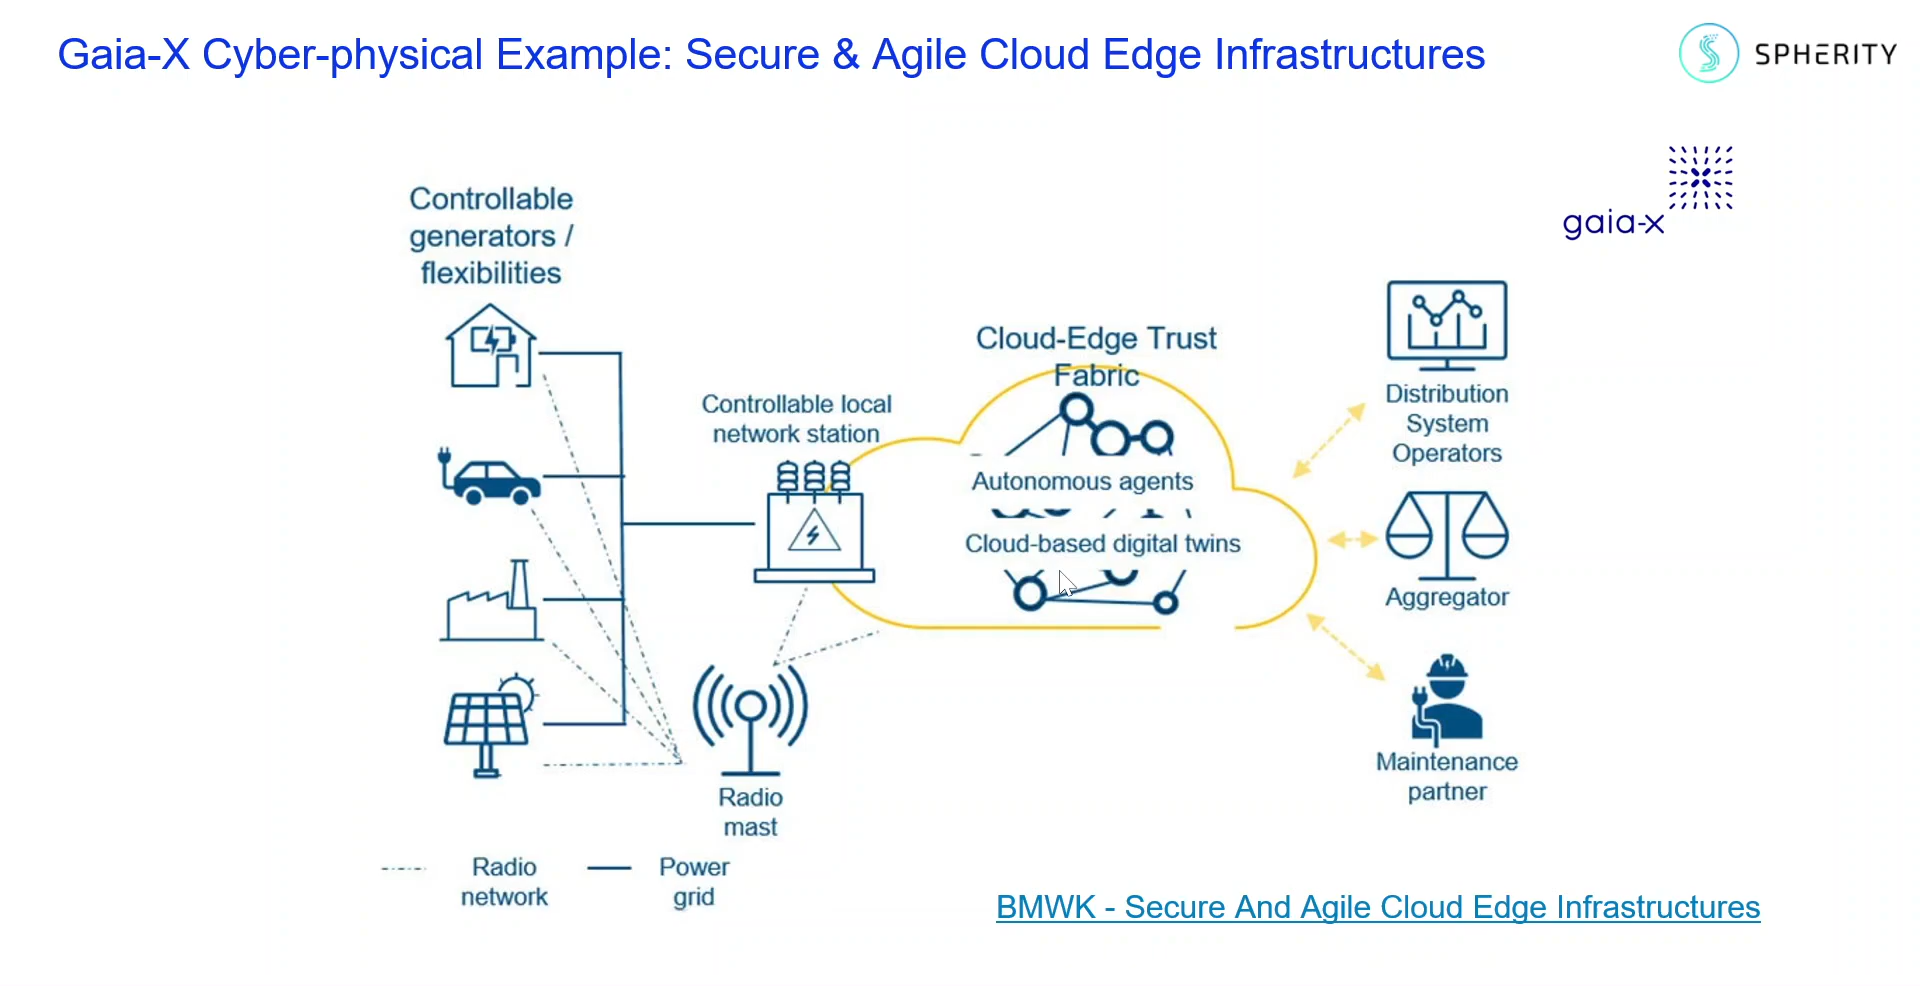 Gaia-X Cyber-physical Example: Secure & Agile Cloud Edge Infrastructures
SPHERITY
gaia-x
Controllable
generators /
flexibilities
Cloud-Edge Trust
Fabric
Controllable local
network station
Autonomous agents
Cloud-based digital twins
Distribution
System
Operators
Aggregator
Maintenance
partner
Radio
mast
Radio
network
Power
grid
BMWK - Secure And Agile Cloud Edge Infrastructures